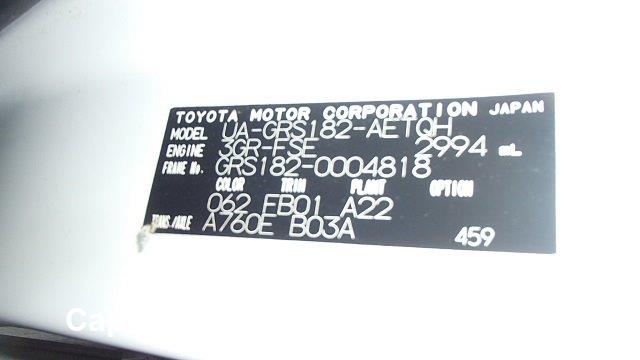 TOYOTA MOTOR CORPORATION JAPAN
MODEL UA-GRS182-AETQH
ENGINE 3GR-FSE 2994 mL
FRAME No. GRS182-0004818
COLOR TRIM PLANT OPTION
062 FB01 A22
TRANS./AXLE A760E B03A
459